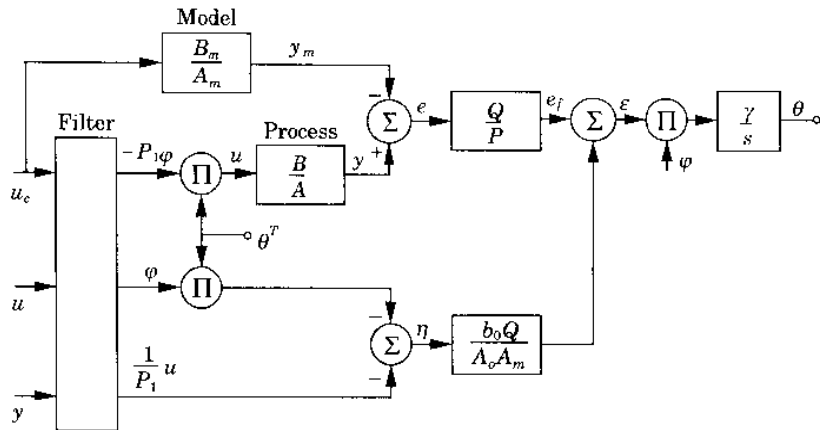 Model
B_m
A_m
y_m
−
e
Q
P
e_f
Σ
ε
Π
γ
s
θ
φ
Filter
Process
−P_1φ
Π
u
B
A
y
+
Σ
u_c
θ^T
φ
Π
u
−
η
Σ
−
b_0Q
A_oA_m
1
P_1
u
y